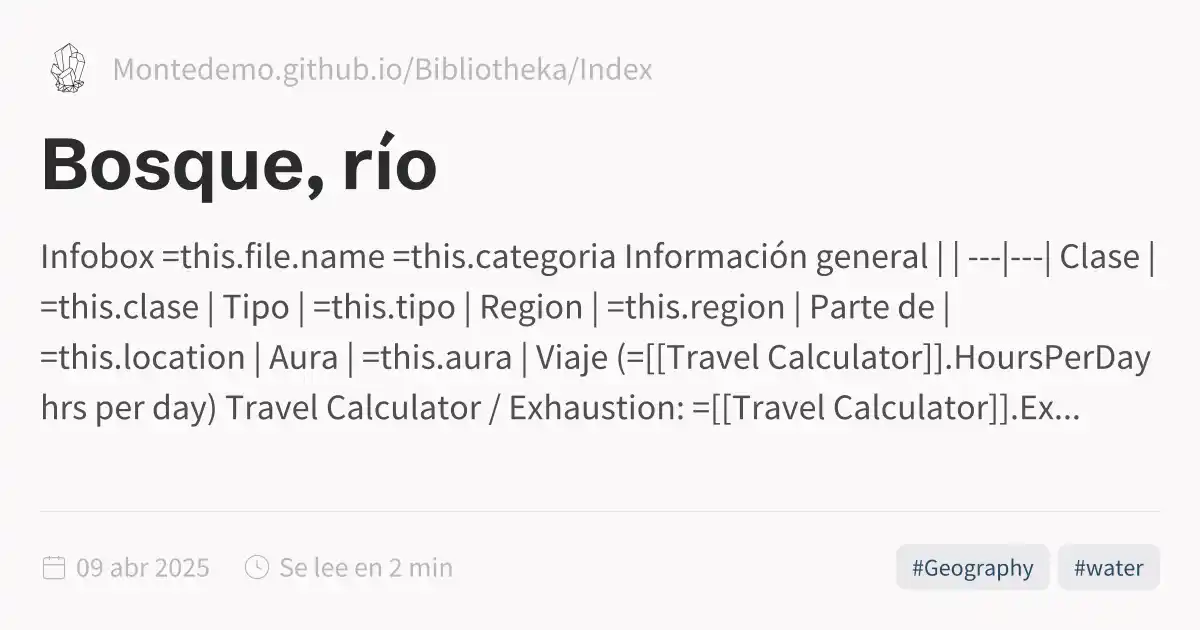 Montedemo.github.io/Bibliotheka/Index
Bosque, río
Infobox =this.file.name =this.categoria Información general | | ---|---| Clase |
=this.clase | Tipo | =this.tipo | Region | =this.region | Parte de |
=this.location | Aura | =this.aura | Viaje (=[[Travel Calculator]].HoursPerDay
hrs per day) Travel Calculator / Exhaustion: =[[Travel Calculator]].Ex...
09 abr 2025 Se lee en 2 min #Geography #water